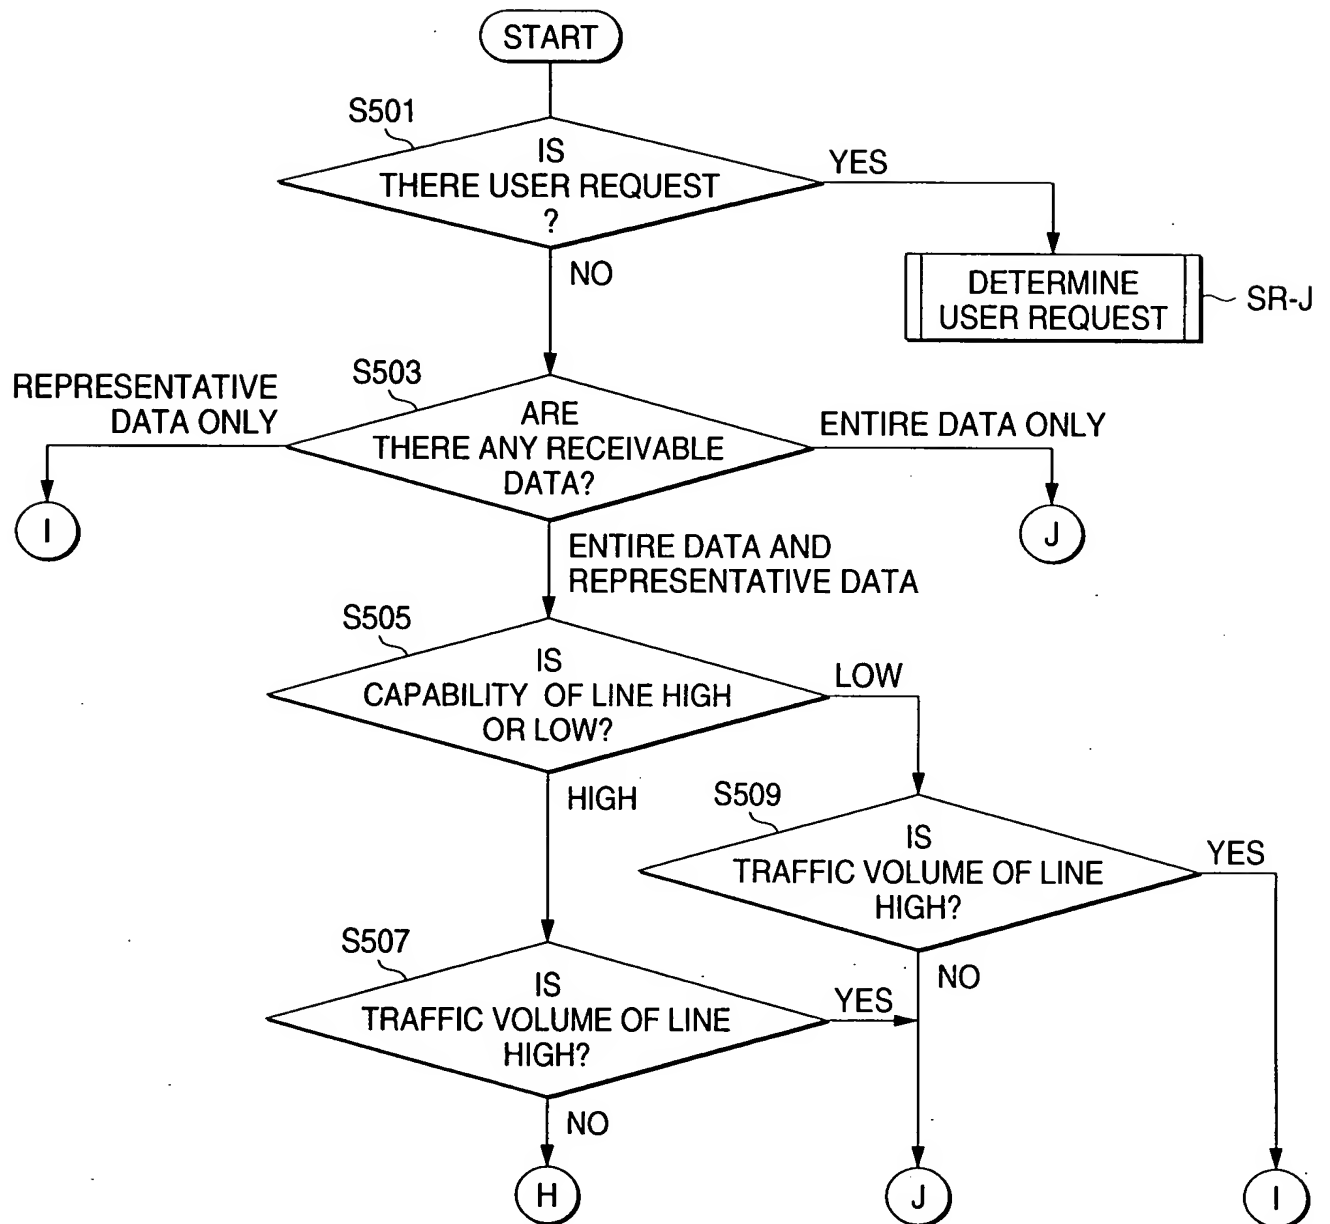 START
S501
IS
THERE USER REQUEST
?
YES
NO
DETERMINE
USER REQUEST
SR-J
S503
REPRESENTATIVE
DATA ONLY
ARE
THERE ANY RECEIVABLE
DATA?
ENTIRE DATA ONLY
I
J
ENTIRE DATA AND
REPRESENTATIVE DATA
S505
IS
CAPABILITY OF LINE HIGH
OR LOW?
LOW
HIGH
S509
IS
TRAFFIC VOLUME OF LINE
HIGH?
YES
NO
S507
IS
TRAFFIC VOLUME OF LINE
HIGH?
YES
NO
H
J
I